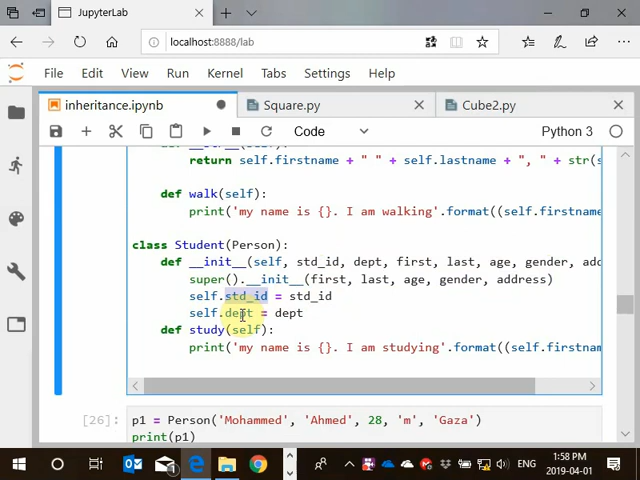 JupyterLab
localhost:8888/lab
File Edit View Run Kernel Tabs Settings Help
inheritance.ipynb Square.py Cube2.py
Code Python 3
return self.firstname + " " + self.lastname + ", " + str(s
def walk(self):
print('my name is {}. I am walking'.format((self.firstname
class Student(Person):
def __init__(self, std_id, dept, first, last, age, gender, add
super().__init__(first, last, age, gender, address)
self.std_id = std_id
self.dept = dept
def study(self):
print('my name is {}. I am studying'.format((self.firstnam
[26]: p1 = Person('Mohammed', 'Ahmed', 28, 'm', 'Gaza')
print(p1)
ENG
1:58 PM
2019-04-01